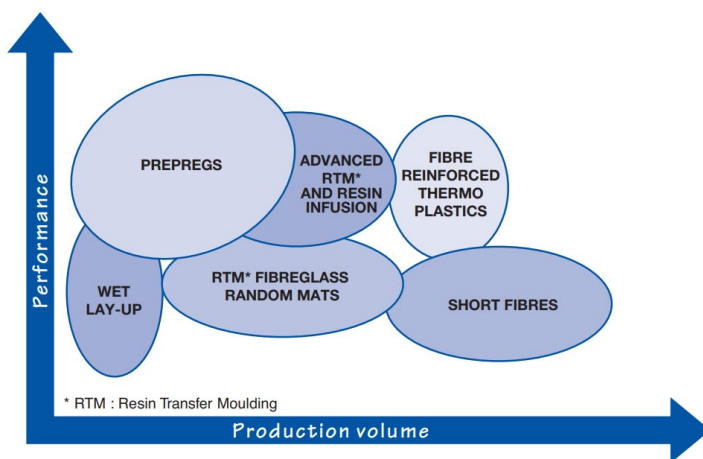 Performance
PREPREGS
ADVANCED
RTM*
AND RESIN
INFUSION
FIBRE
REINFORCED
THERMO
PLASTICS
WET
LAY-UP
RTM* FIBREGLASS
RANDOM MATS
SHORT FIBRES
* RTM : Resin Transfer Moulding
Production volume